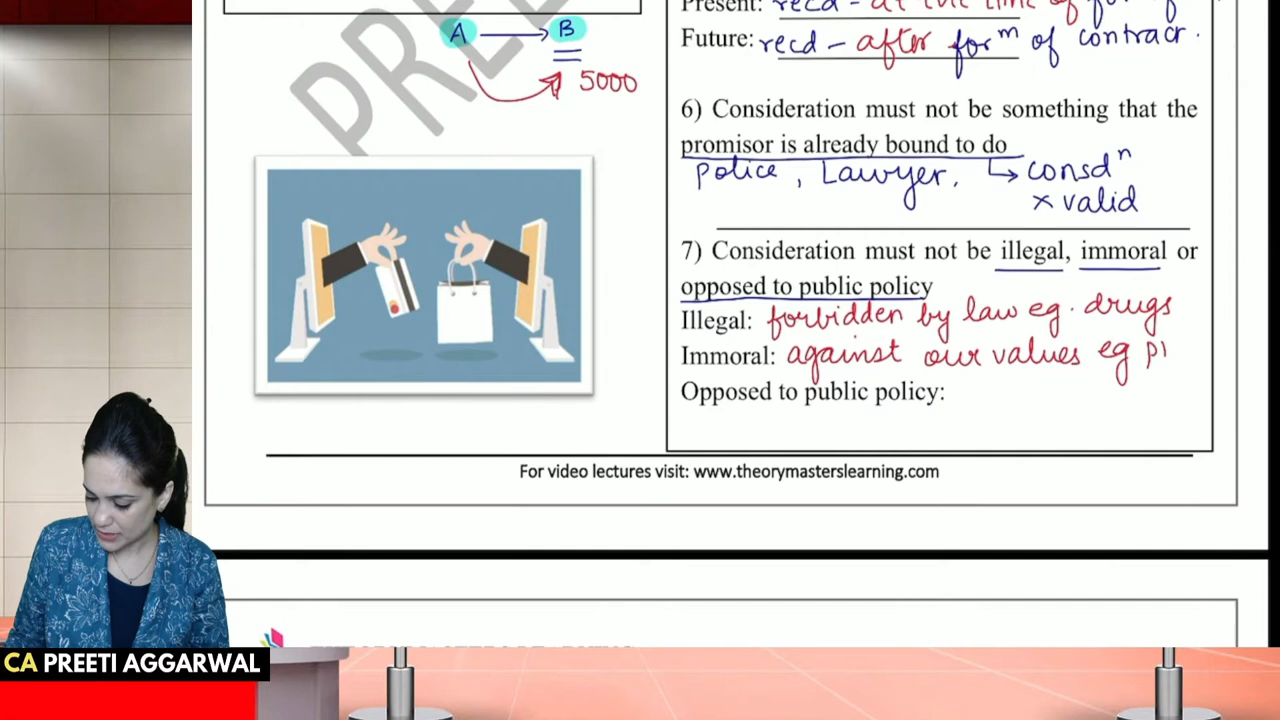 A → B
5000
PREE
Present: recd - at the time of form of
Future: recd - after formⁿ of contract.
6) Consideration must not be something that the
promisor is already bound to do
police, Lawyer. ↳ consdⁿ
x valid
7) Consideration must not be illegal, immoral or
opposed to public policy
Illegal: forbidden by law eg. drugs
Immoral: against our values eg
Opposed to public policy:
For video lectures visit: www.theorymasterslearning.com
CA PREETI AGGARWAL